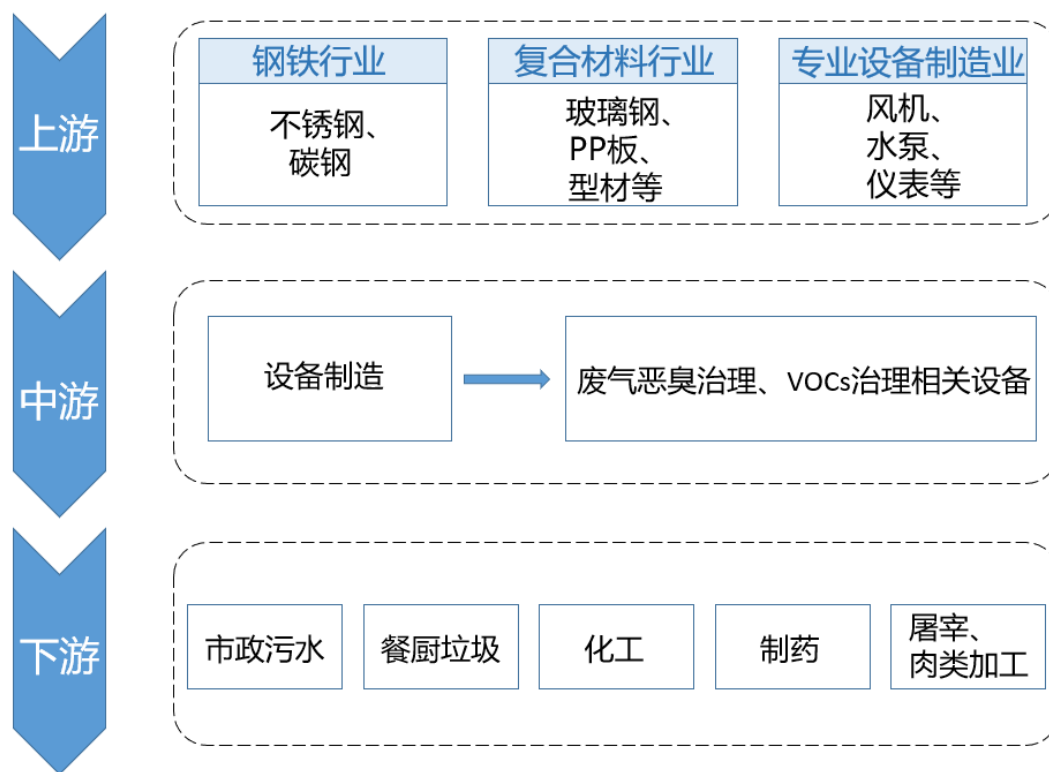 上游
钢铁行业
不锈钢、
碳钢
复合材料行业
玻璃钢、
PP板、
型材等
专业设备制造业
风机、
水泵、
仪表等
中游
设备制造
废气恶臭治理、VOCs治理相关设备
下游
市政污水
餐厨垃圾
化工
制药
屠宰、
肉类加工